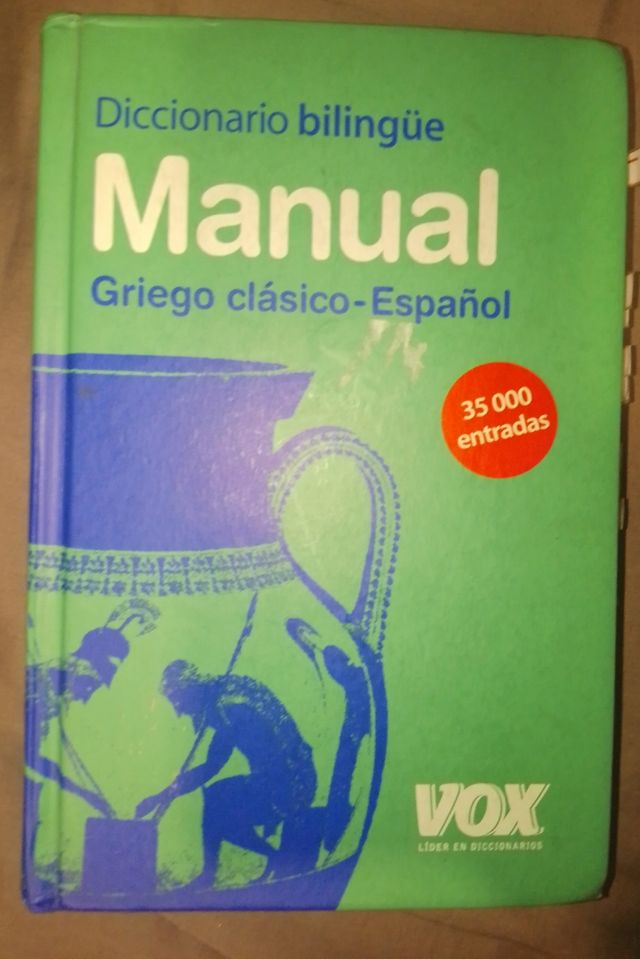 Diccionario bilingüe
Manual
Griego clásico-Español
35 000
entradas
VOX
LÍDER EN DICCIONARIOS